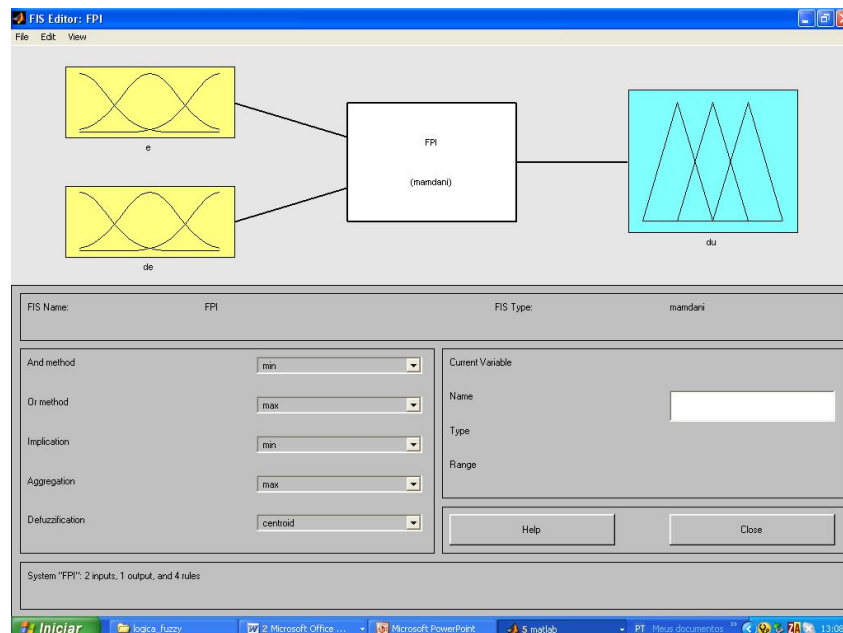 FIS Editor: FPI
File Edit View
e
de
FPI
(mamdani)
du
FIS Name: FPI FIS Type: mamdani
And method min
Or method max
Implication min
Aggregation max
Defuzzification centroid
Current Variable
Name
Type
Range
Help Close
System "FPI": 2 inputs, 1 output, and 4 rules
Iniciar logica_fuzzy 2 Microsoft Office ... Microsoft PowerPoint 5 matlab PT Meus documentos » 13:08